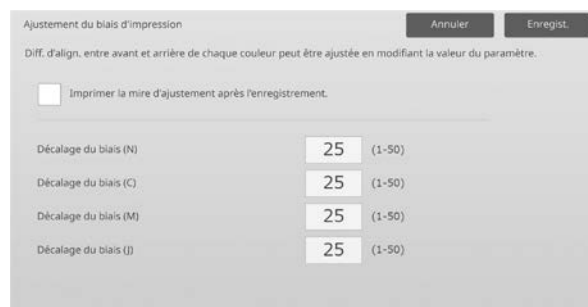 Ajustement du biais d'impression
Annuler
Enregist.
Diff. d'align. entre avant et arrière de chaque couleur peut être ajustée en modifiant la valeur du paramètre.
Imprimer la mire d'ajustement après l'enregistrement.
Décalage du biais (N) 25 (1-50)
Décalage du biais (C) 25 (1-50)
Décalage du biais (M) 25 (1-50)
Décalage du biais (J) 25 (1-50)